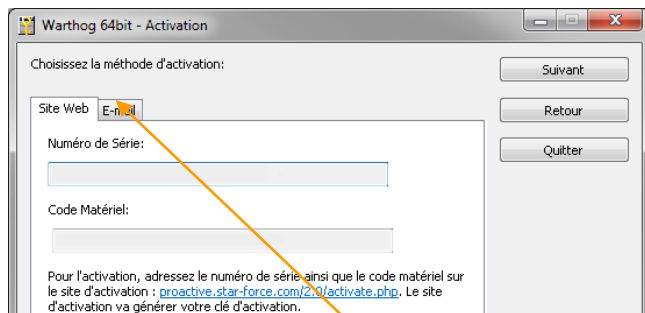 Warthog 64bit - Activation
Choisissez la méthode d'activation:
Suivant
Site Web E-mail
Retour
Numéro de Série:
Quitter
Code Matériel:
Pour l'activation, adressez le numéro de série ainsi que le code matériel sur
le site d'activation : proactive.star-force.com/2.0/activate.php. Le site
d'activation va générer votre clé d'activation.